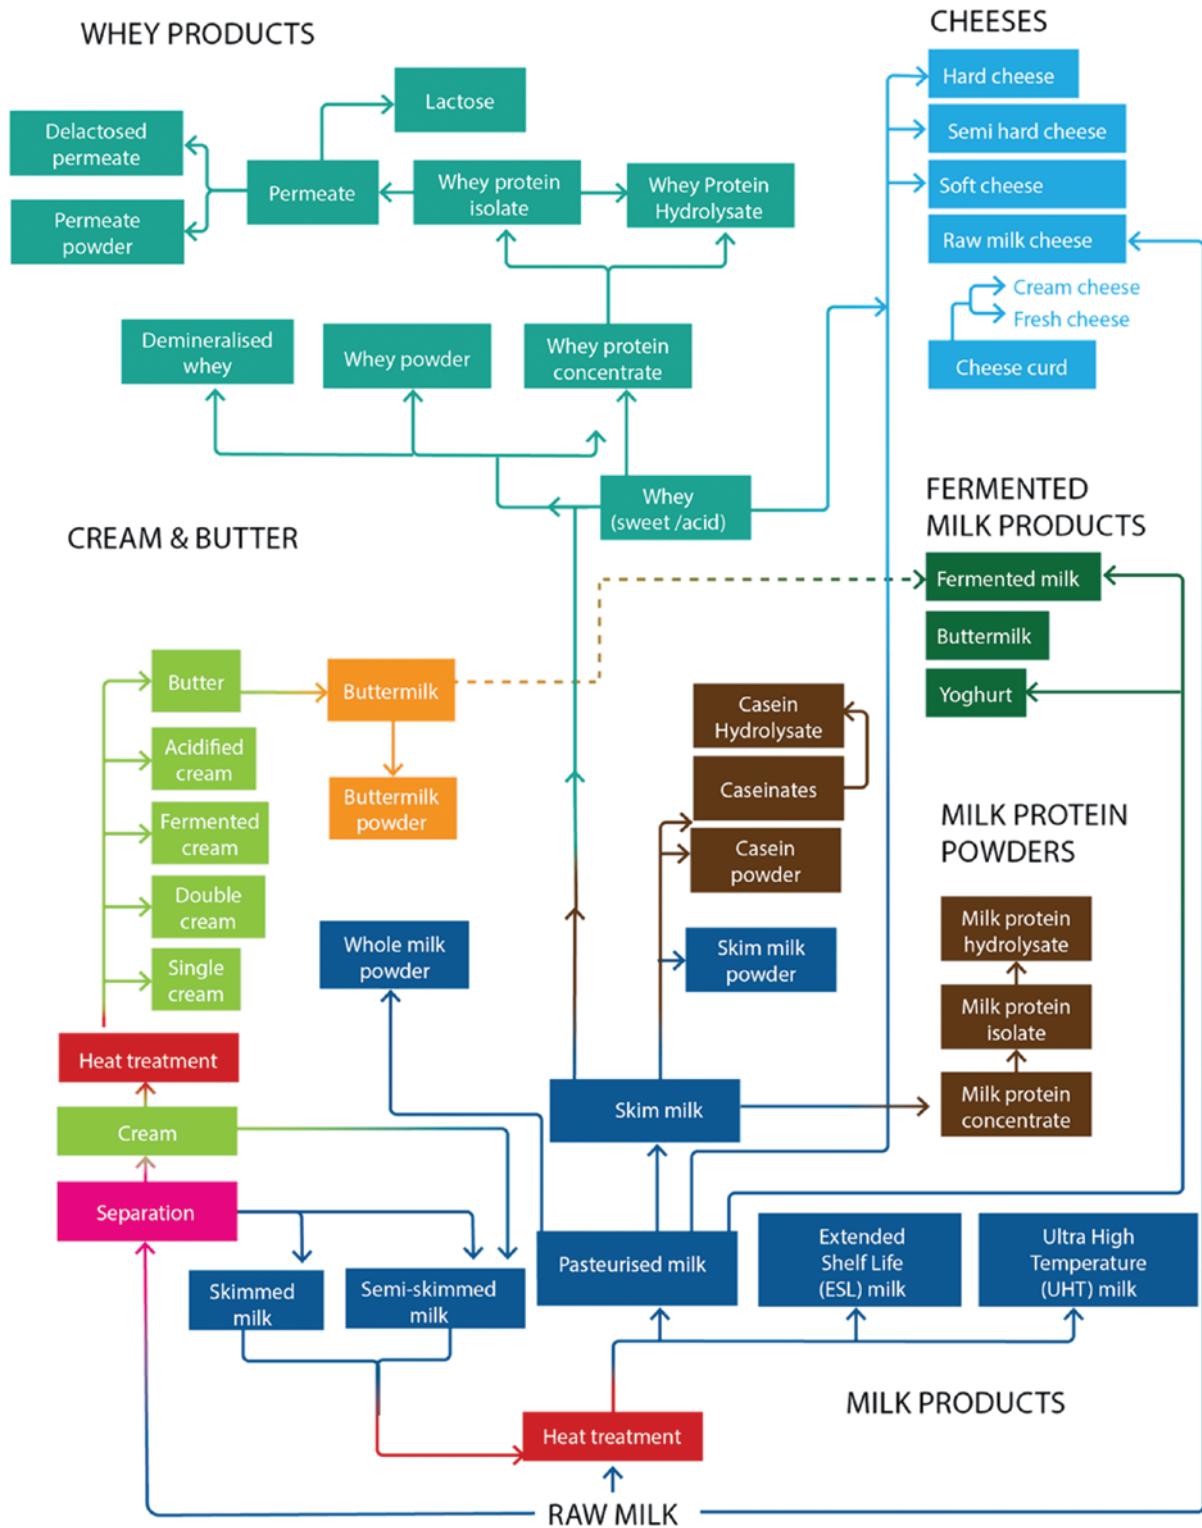 WHEY PRODUCTS
CHEESES
Hard cheese
Lactose
Semi hard cheese
Delactosed
permeate
Permeate
Whey protein
isolate
Whey Protein
Hydrolysate
Soft cheese
Permeate
powder
Raw milk cheese
Cream cheese
Fresh cheese
Demineralised
whey
Whey powder
Whey protein
concentrate
Cheese curd
Whey
(sweet /acid)
FERMENTED
MILK PRODUCTS
CREAM & BUTTER
Fermented milk
Buttermilk
Yoghurt
Butter
Buttermilk
Casein
Hydrolysate
Acidified
cream
Buttermilk
powder
Caseinates
Fermented
cream
Casein
powder
MILK PROTEIN
POWDERS
Double
cream
Milk protein
hydrolysate
Whole milk
powder
Skim milk
powder
Single
cream
Milk protein
isolate
Heat treatment
Skim milk
Milk protein
concentrate
Cream
Separation
Pasteurised milk
Extended
Shelf Life
(ESL) milk
Ultra High
Temperature
(UHT) milk
Skimmed
milk
Semi-skimmed
milk
MILK PRODUCTS
Heat treatment
RAW MILK